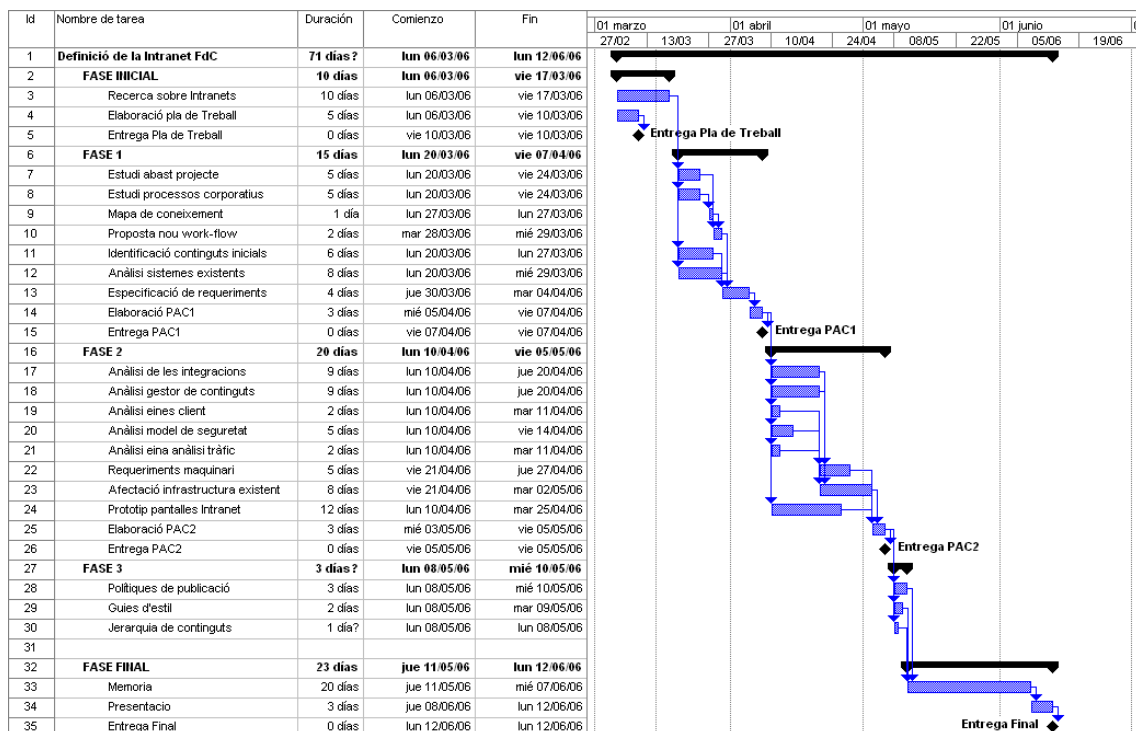 Id Nombre de tarea Duración Comienzo Fin 01 marzo 01 abril 01 mayo 01 junio
27/02 13/03 27/03 10/04 24/04 08/05 22/05 05/06 19/06
1 Definició de la Intranet FdC 71 días? lun 06/03/06 lun 12/06/06
2 FASE INICIAL 10 días lun 06/03/06 vie 17/03/06
3 Recerca sobre Intranets 10 días lun 06/03/06 vie 17/03/06
4 Elaboració pla de Treball 5 días lun 06/03/06 vie 10/03/06
5 Entrega Pla de Treball 0 días vie 10/03/06 vie 10/03/06 Entrega Pla de Treball
6 FASE 1 15 días lun 20/03/06 vie 07/04/06
7 Estudi abast projecte 5 días lun 20/03/06 vie 24/03/06
8 Estudi processos corporatius 5 días lun 20/03/06 vie 24/03/06
9 Mapa de coneixement 1 día lun 27/03/06 lun 27/03/06
10 Proposta nou work-flow 2 días mar 28/03/06 mié 29/03/06
11 Identificació continguts inicials 6 días lun 20/03/06 lun 27/03/06
12 Anàlisi sistemes existents 8 días lun 20/03/06 mié 29/03/06
13 Especificació de requeriments 4 días jue 30/03/06 mar 04/04/06
14 Elaboració PAC1 3 días mié 05/04/06 vie 07/04/06
15 Entrega PAC1 0 días vie 07/04/06 vie 07/04/06 Entrega PAC1
16 FASE 2 20 días lun 10/04/06 vie 05/05/06
17 Anàlisi de les integracions 9 días lun 10/04/06 jue 20/04/06
18 Anàlisi gestor de continguts 9 días lun 10/04/06 jue 20/04/06
19 Anàlisi eines client 2 días lun 10/04/06 mar 11/04/06
20 Anàlisi model de seguretat 5 días lun 10/04/06 vie 14/04/06
21 Anàlisi eina anàlisi tràfic 2 días lun 10/04/06 mar 11/04/06
22 Requeriments maquinari 5 días vie 21/04/06 jue 27/04/06
23 Afectació infrastructura existent 8 días vie 21/04/06 mar 02/05/06
24 Prototip pantalles Intranet 12 días lun 10/04/06 mar 25/04/06
25 Elaboració PAC2 3 días mié 03/05/06 vie 05/05/06
26 Entrega PAC2 0 días vie 05/05/06 vie 05/05/06 Entrega PAC2
27 FASE 3 3 días? lun 08/05/06 mié 10/05/06
28 Polítiques de publicació 3 días lun 08/05/06 mié 10/05/06
29 Guies d'estil 2 días lun 08/05/06 mar 09/05/06
30 Jerarquia de continguts 1 día? lun 08/05/06 lun 08/05/06
31
32 FASE FINAL 23 días jue 11/05/06 lun 12/06/06
33 Memoria 20 días jue 11/05/06 mié 07/06/06
34 Presentacio 3 días jue 08/06/06 lun 12/06/06
35 Entrega Final 0 días lun 12/06/06 lun 12/06/06 Entrega Final